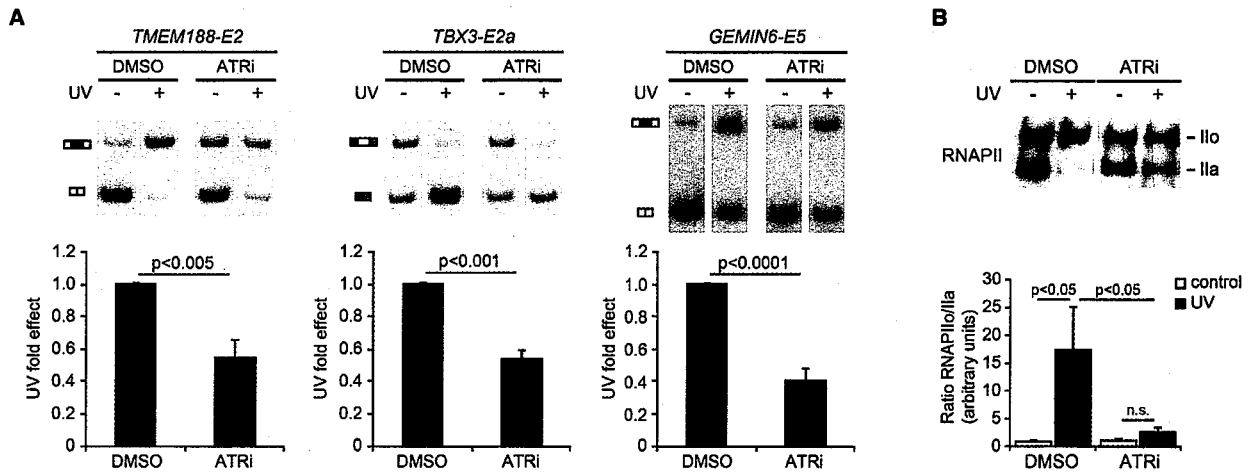 A
TMEM188-E2
DMSO ATRi
UV - + - +
1.2
1.0
0.8
0.6
0.4
0.2
0
UV fold effect
p<0.005
DMSO ATRi
TBX3-E2a
DMSO ATRi
UV - + - +
1.2
1.0
0.8
0.6
0.4
0.2
0
UV fold effect
p<0.001
DMSO ATRi
GEMIN6-E5
DMSO ATRi
UV - + - +
1.2
1.0
0.8
0.6
0.4
0.2
0
UV fold effect
p<0.0001
DMSO ATRi
B
DMSO ATRi
UV - + - +
RNAPII
- IIo
- IIa
30
25
20
15
10
5
0
Ratio RNAPIIo/IIa
(arbitrary units)
p<0.05
p<0.05
n.s.
control
UV
DMSO ATRi